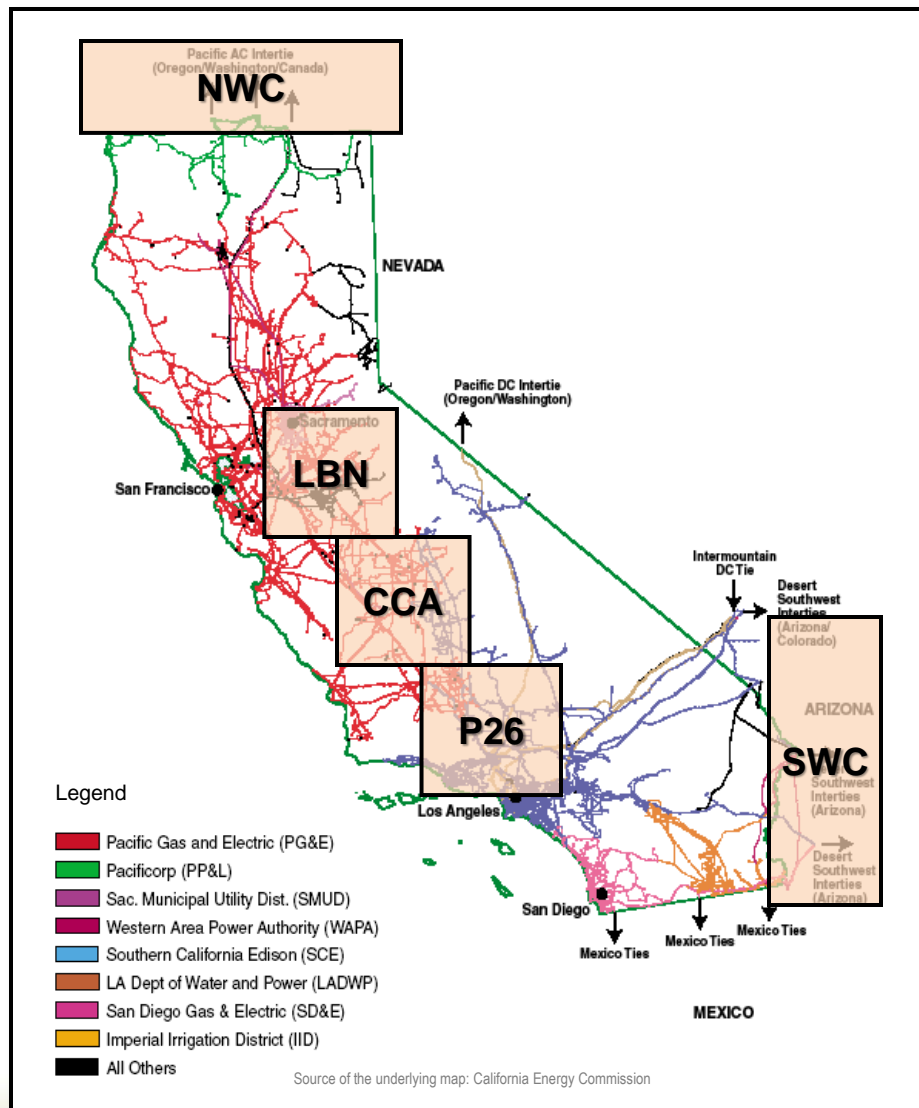 Pacific AC Intertie
(Oregon/Washington/Canada)
NWC
NEVADA
Pacific DC Intertie
(Oregon/Washington)
Sacramento
LBN
San Francisco
Intermountain
DC Tie
Desert
Southwest
Interties
(Arizona/
Colorado)
CCA
ARIZONA
P26
SWC
Southwest
Interties
(Arizona)
Los Angeles
Desert
Southwest
Interties
(Arizona)
San Diego
Mexico Ties
Mexico Ties
Mexico Ties
MEXICO
Legend
Pacific Gas and Electric (PG&E)
Pacificorp (PP&L)
Sac. Municipal Utility Dist. (SMUD)
Western Area Power Authority (WAPA)
Southern California Edison (SCE)
LA Dept of Water and Power (LADWP)
San Diego Gas & Electric (SD&E)
Imperial Irrigation District (IID)
All Others
Source of the underlying map: California Energy Commission